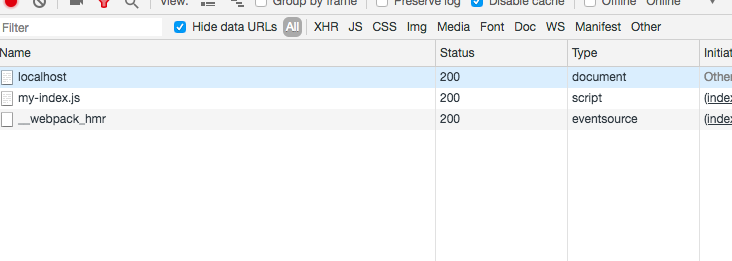 View: Group by frame Preserve log Disable cache Offline Online
Filter Hide data URLs All XHR JS CSS Img Media Font Doc WS Manifest Other
Name Status Type
localhost 200 document Other
my-index.js 200 script (index
__webpack_hmr 200 eventsource (index